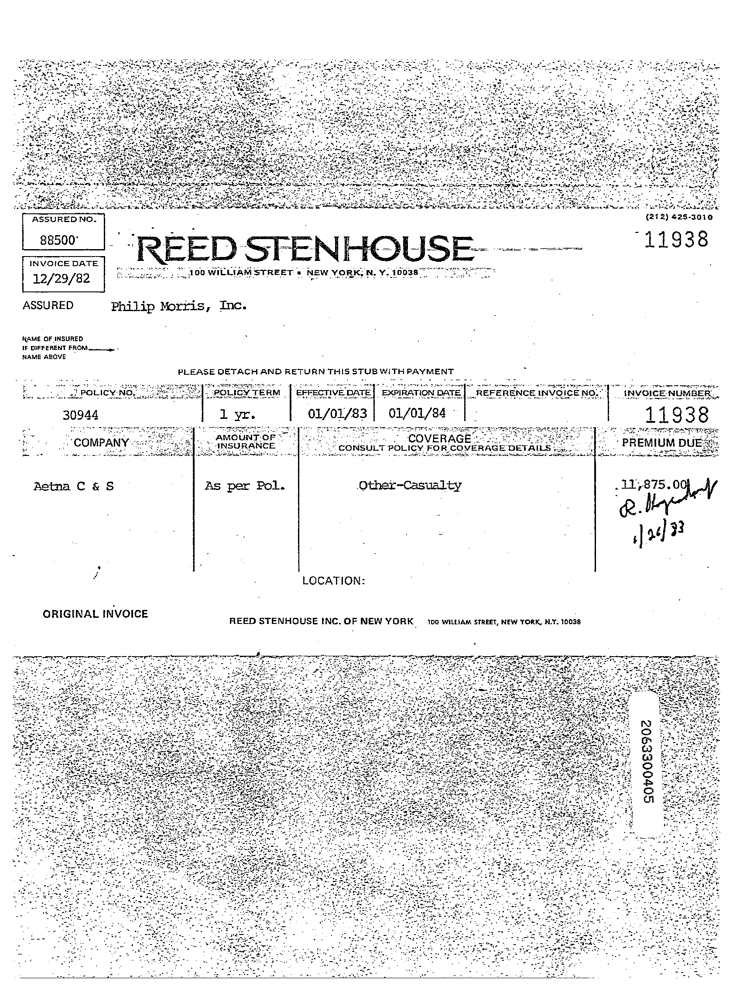 ASSURED NO.
88500
(212) 425-3010
REED STENHOUSE
11938
INVOICE DATE
12/29/82
100 WILLIAM STREET • NEW YORK, N. Y. 10038
ASSURED Philip Morris, Inc.
NAME OF INSURED
IF DIFFERENT FROM
NAME ABOVE
PLEASE DETACH AND RETURN THIS STUB WITH PAYMENT
POLICY NO. POLICY TERM EFFECTIVE DATE EXPIRATION DATE REFERENCE INVOICE NO. INVOICE NUMBER
30944 1 yr. 01/01/83 01/01/84 11938
COMPANY AMOUNT OF INSURANCE COVERAGE CONSULT POLICY FOR COVERAGE DETAILS PREMIUM DUE
Aetna C & S As per Pol. Other-Casualty 11,875.00
R.
1/26/83
LOCATION:
ORIGINAL INVOICE
REED STENHOUSE INC. OF NEW YORK 100 WILLIAM STREET, NEW YORK, N.Y. 10038
2063300405